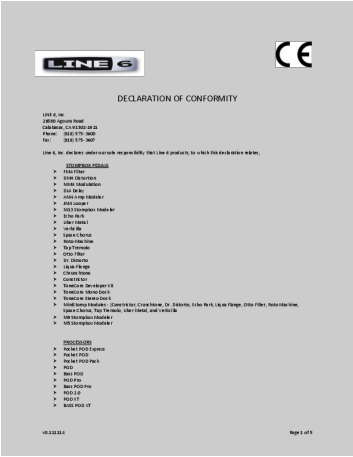 LINE 6
CE
DECLARATION OF CONFORMITY
LINE 6, Inc.
26580 Agoura Road
Calabasas, CA 91302-1921
Phone: (818) 575-3600
Fax: (818) 575-3607
Line 6, Inc. declares under our sole responsibility that Line 6 products, to which this declaration relates,
STOMPBOX PEDALS
FM4 Filter
DM4 Distortion
MM4 Modulation
DL4 Delay
AM4 Amp Modeler
JM4 Looper
M13 Stompbox Modeler
Echo Park
Uber Metal
Verbzilla
Space Chorus
Roto-Machine
Tap Tremolo
Otto Filter
Dr. Distorto
Liqua-Flange
Chrunchtone
Constrictor
ToneCore Developer Kit
ToneCore Mono Dock
ToneCore Stereo Dock
MiniStomp Modules - (Constrictor, Crunchtone, Dr. Distorto, Echo Park, Liqua Flange, Otto Filter, Roto Machine,
Space Chorus, Tap Tremolo, Uber Metal, and Verbzilla
M9 Stompbox Modeler
M5 Stompbox Modeler
PROCESSORS
Pocket POD Express
Pocket POD
Pocket POD Pack
POD
Bass POD
POD Pro
Bass POD Pro
POD 2.0
POD XT
BASS POD XT
Page 1 of 5